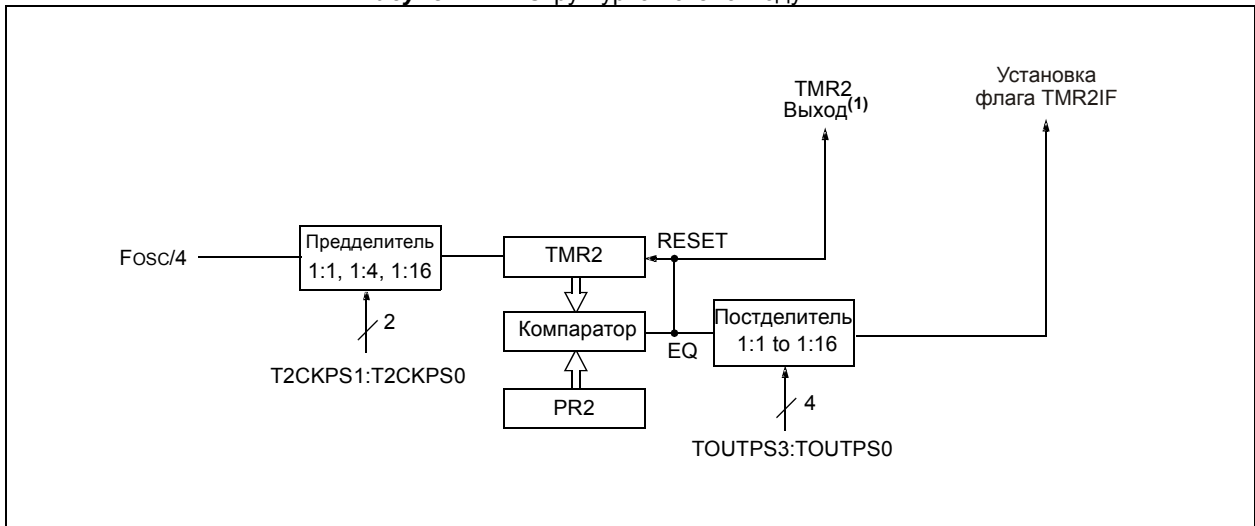 TMR2
Выход(1)
Установка
флага TMR2IF
Fosc/4
Предделитель
1:1, 1:4, 1:16
TMR2
RESET
2
T2CKPS1:T2CKPS0
Компаратор
EQ
PR2
Постделитель
1:1 to 1:16
4
TOUTPS3:TOUTPS0